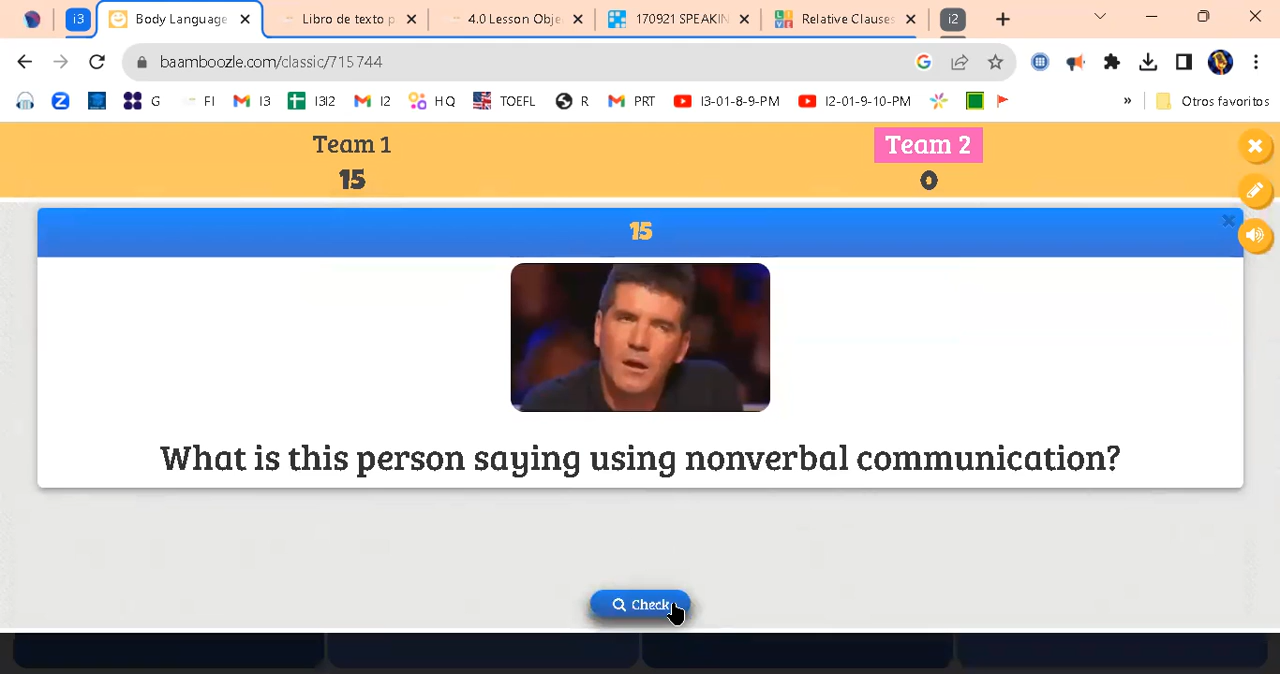 i3 Body Language Libro de texto p 4.0 Lesson Obje 170921 SPEAKIN Relative Clauses i2
baamboozle.com/classic/715744
G FI I3 I3I2 I2 HQ TOEFL R PRT I3-01-8-9-PM I2-01-9-10-PM » Otros favoritos
Team 1 Team 2
15 0
15
What is this person saying using nonverbal communication?
Check